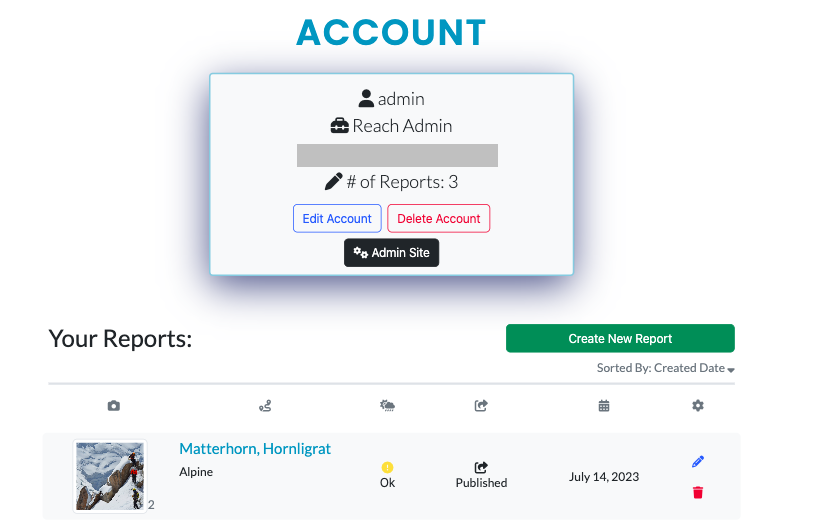 ACCOUNT
admin
Reach Admin
# of Reports: 3
Edit Account Delete Account
Admin Site
Your Reports:
Create New Report
Sorted By: Created Date
Matterhorn, Hornligrat
Alpine
2
Ok
Published
July 14, 2023